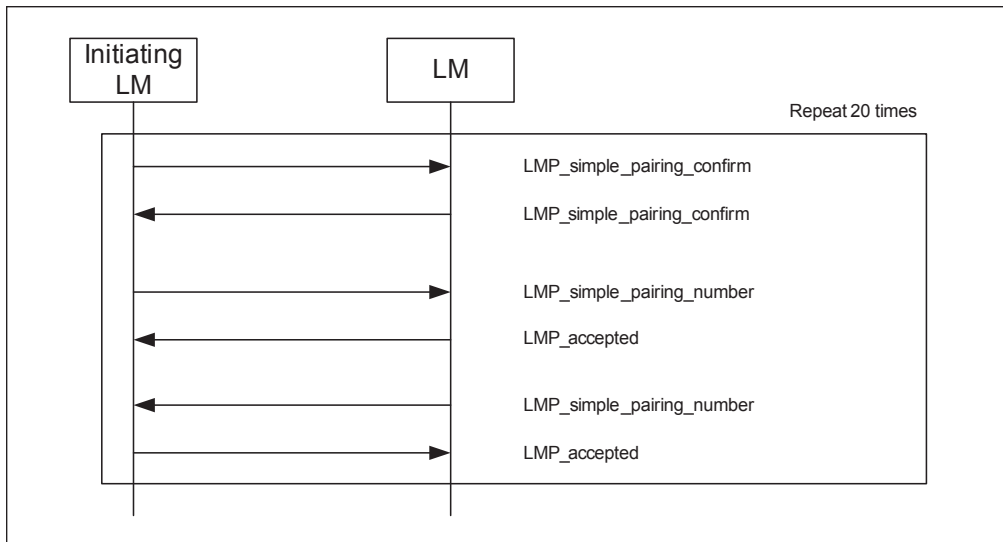 Initiating
LM
LM
Repeat 20 times
LMP_simple_pairing_confirm
LMP_simple_pairing_confirm
LMP_simple_pairing_number
LMP_accepted
LMP_simple_pairing_number
LMP_accepted